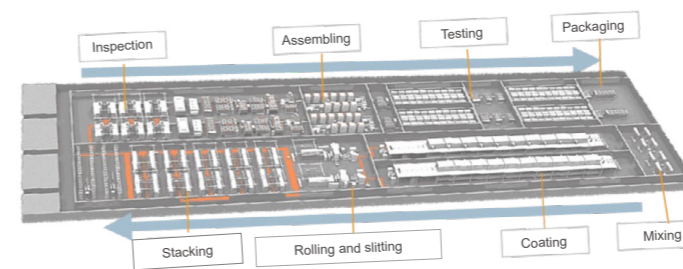 Inspection
Assembling
Testing
Packaging
Stacking
Rolling and slitting
Coating
Mixing